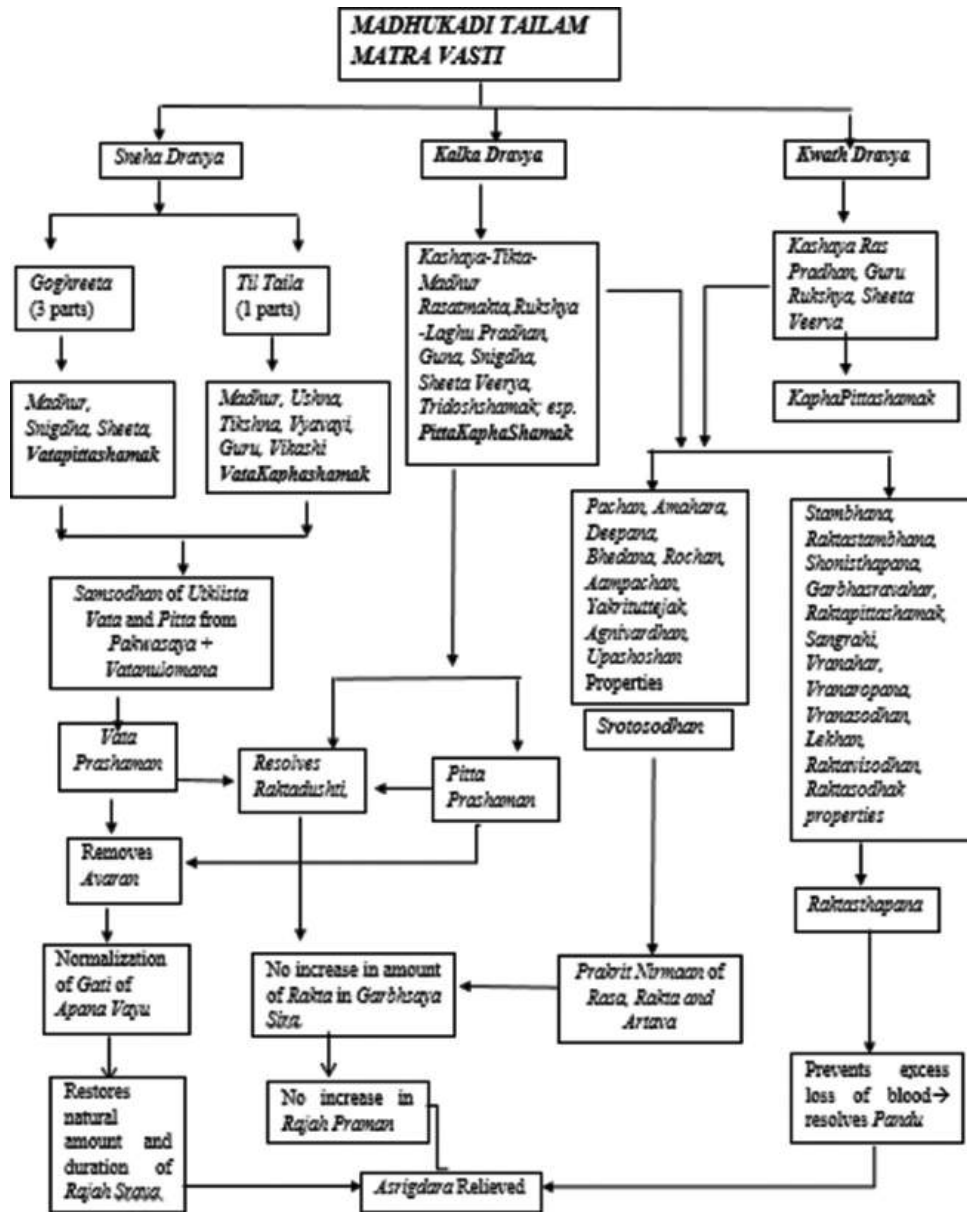 MADHUKADI TAILAM
MATRA VASTI
Sneha Dravya
Kalka Dravya
Kwath Dravya
Goghreeta
(3 parts)
Til Taila
(1 parts)
Kashaya-Tikta-
Madhur
Rasatmakta,Rukshya
-Laghu Pradhan,
Guna, Snigdha,
Sheeta Veerya,
Tridoshshamak; esp.
PittaKaphaShamak
Kashaya Ras
Pradhan, Guru
Rukshya, Sheeta
Veerva
KaphaPittashamak
Madhur,
Snigdha, Sheeta,
Vatapittashamak
Madhur, Ushna,
Tikshna, Vyavayi,
Guru, Vikashi
VataKaphashamak
Samsodhan of Utklista
Vata and Pitta from
Pakwasaya +
Vatanulomana
Pachan, Amahara,
Deepana,
Bhedana, Rochan,
Aampachan,
Yakrituttejak,
Agnivardhan,
Upashoshan
Properties
Stambhana,
Raktastambhana,
Shonisthapana,
Garbhasravahar,
Raktapittashamak,
Sangrahi,
Vranahar,
Vranaropana,
Vranasodhan,
Lekhan,
Raktavisodhan,
Raktasodhak
properties
Srotosodhan
Vata
Prashaman
Resolves
Raktadushti,
Pitta
Prashaman
Removes
Avaran
Raktasthapana
Normalization
of Gati of
Apana Vayu
No increase in amount
of Rakta in Garbhsaya
Sira,
Prakrit Nirmaan of
Rasa, Rakta and
Artava
Restores
natural
amount and
duration of
Rajah Srava,
No increase in
Rajah Praman
Prevents excess
loss of blood→
resolves Pandu
Asrigdara Relieved